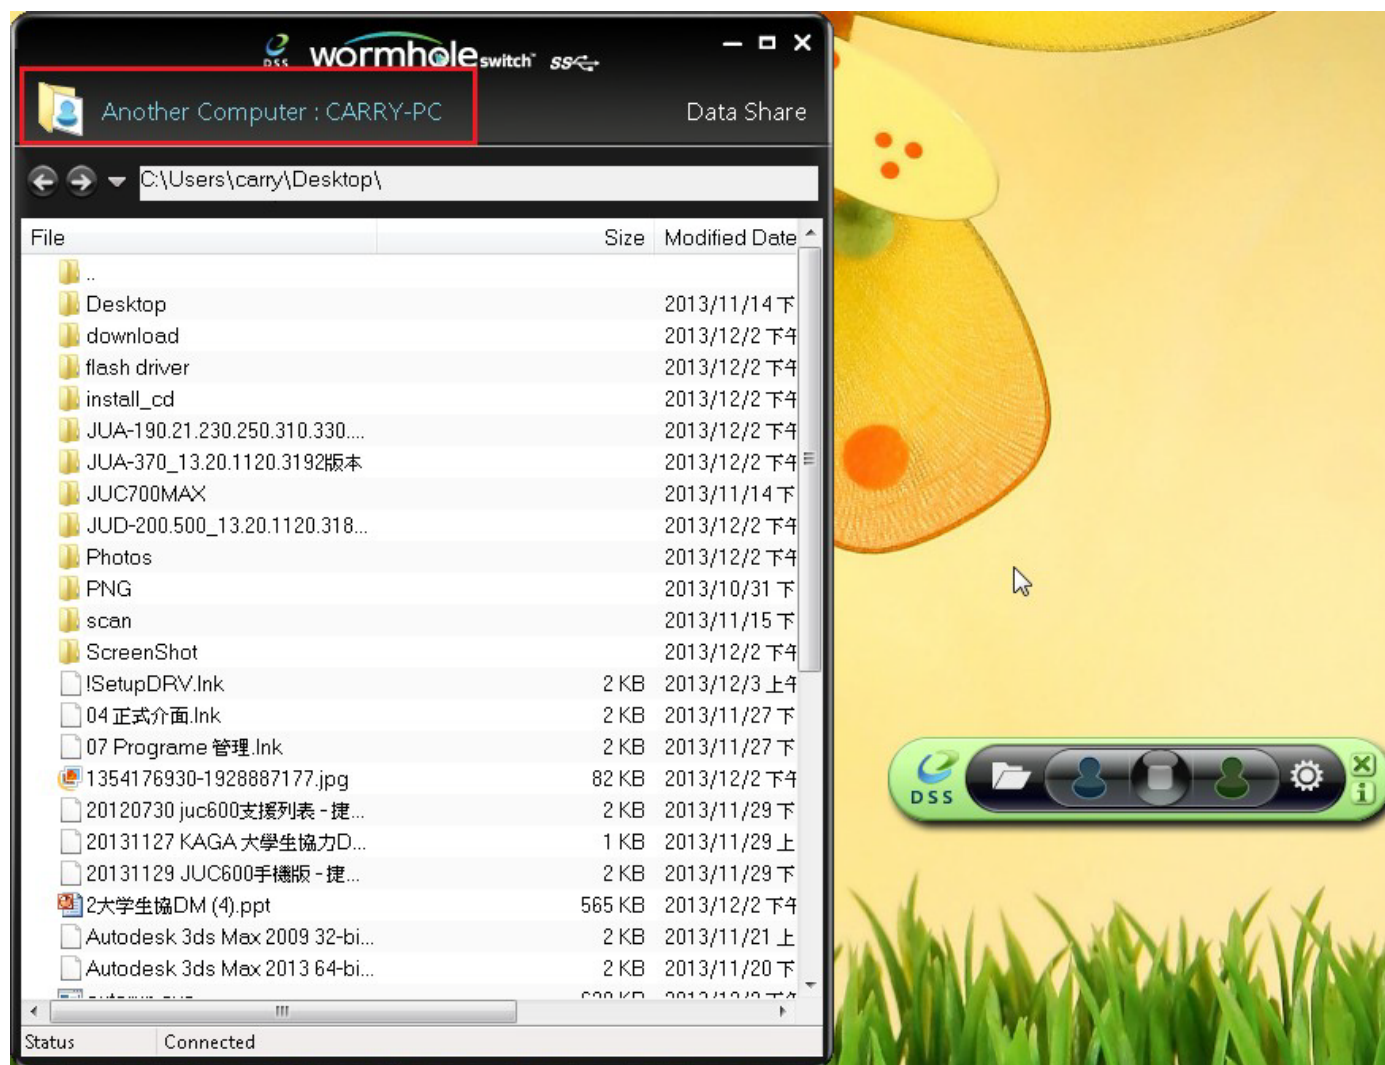 DSS wormhole switch™ SS
Another Computer : CARRY-PC Data Share
C:\Users\carry\Desktop\
File Size Modified Date
..
Desktop 2013/11/14 下
download 2013/12/2 下午
flash driver 2013/12/2 下午
install_cd 2013/12/2 下午
JUA-190.21.230.250.310.330.... 2013/12/2 下午
JUA-370_13.20.1120.3192版本 2013/12/2 下午
JUC700MAX 2013/11/14 下
JUD-200.500_13.20.1120.318... 2013/12/2 下午
Photos 2013/12/2 下午
PNG 2013/10/31 下
scan 2013/11/15 下
ScreenShot 2013/12/2 下午
!SetupDRV.lnk 2 KB 2013/12/3 上午
04 正式介面.lnk 2 KB 2013/11/27 下
07 Programe 管理.lnk 2 KB 2013/11/27 下
1354176930-1928887177.jpg 82 KB 2013/12/2 下午
20120730 juc600支援列表 - 捷... 2 KB 2013/11/29 下
20131127 KAGA 大學生協力D... 1 KB 2013/11/29 上
20131129 JUC600手機版 - 捷... 2 KB 2013/11/29 下
2大学生協DM (4).ppt 565 KB 2013/12/2 下午
Autodesk 3ds Max 2009 32-bi... 2 KB 2013/11/21 上
Autodesk 3ds Max 2013 64-bi... 2 KB 2013/11/20 下
Status Connected
DSS